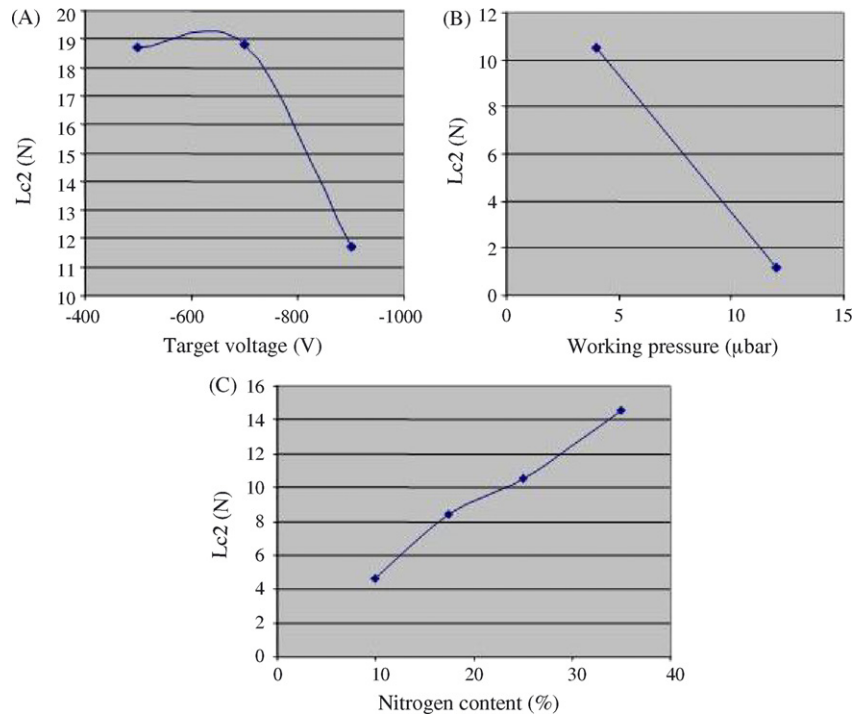 (A)
20
19
18
17
16
15
14
13
12
11
10
Lc2 (N)
-400 -600 -800 -1000
Target voltage (V)
(B)
12
10
8
6
4
2
0
Lc2 (N)
0 5 10 15
Working pressure (μbar)
(C)
16
14
12
10
8
6
4
2
0
Lc2 (N)
0 10 20 30 40
Nitrogen content (%)